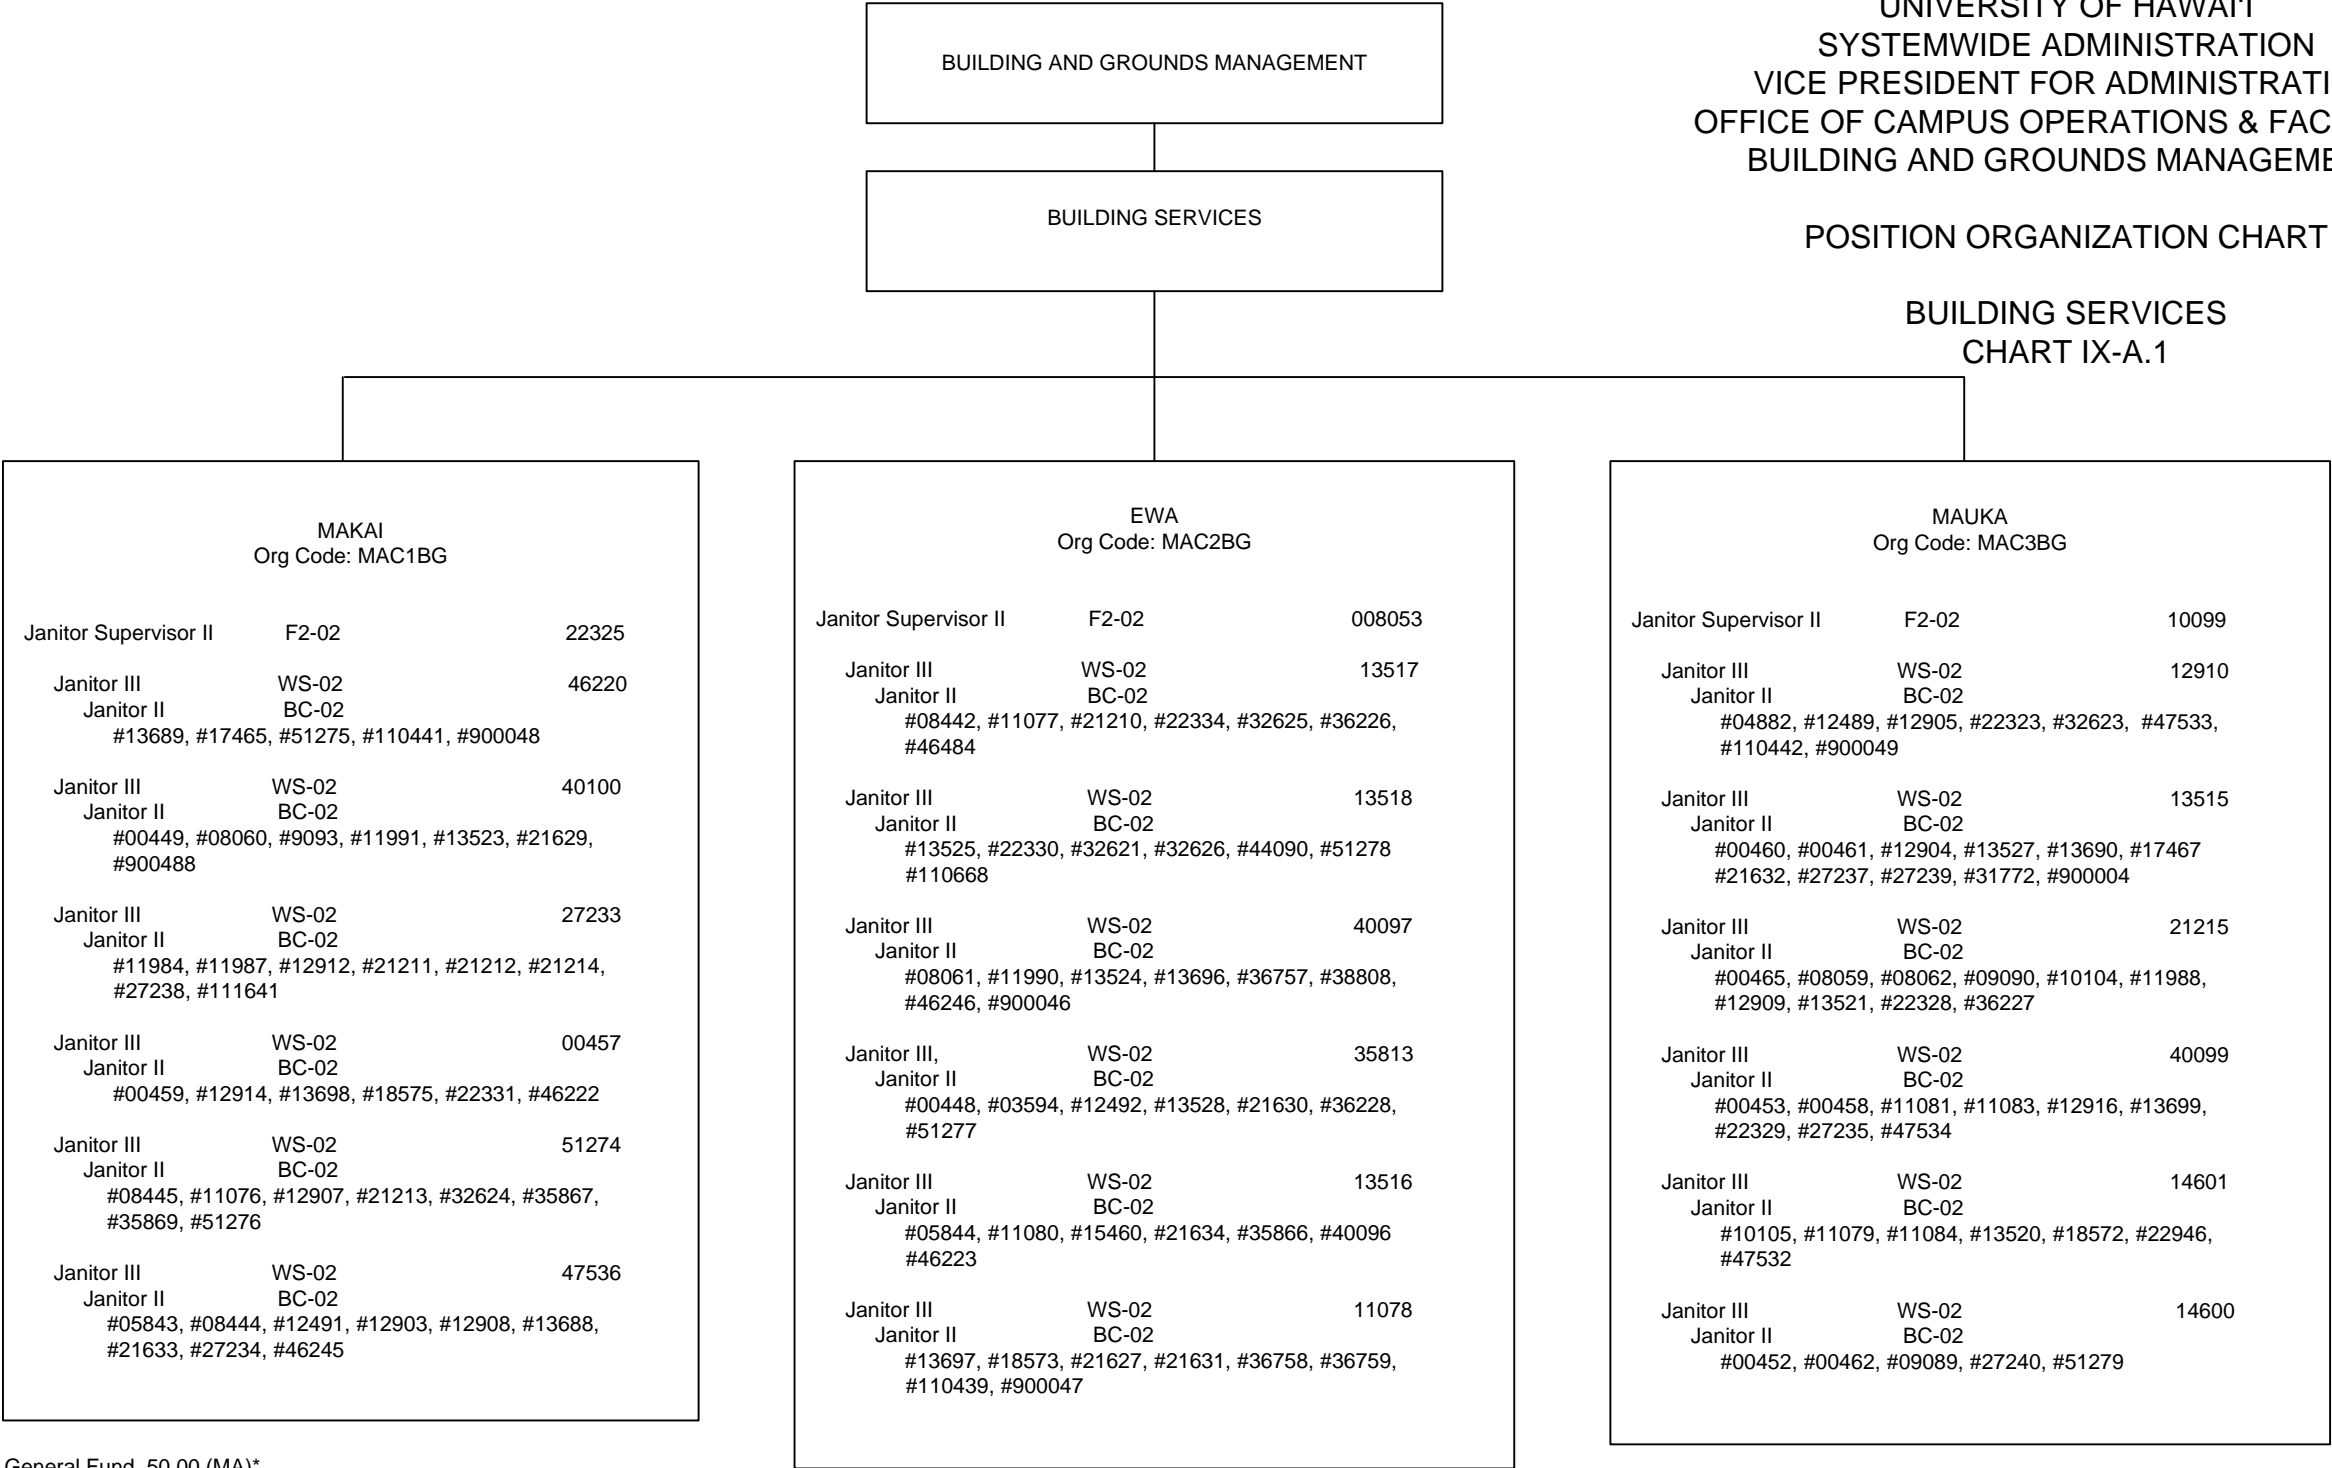 UNIVERSITY OF HAWAI'I
SYSTEMWIDE ADMINISTRATION
VICE PRESIDENT FOR ADMINISTRATI
OFFICE OF CAMPUS OPERATIONS & FAC
BUILDING AND GROUNDS MANAGEME
POSITION ORGANIZATION CHART
BUILDING SERVICES
CHART IX-A.1
BUILDING AND GROUNDS MANAGEMENT
BUILDING SERVICES
MAKAI
Org Code: MAC1BG
Janitor Supervisor II F2-02 22325
Janitor III WS-02 46220
Janitor II BC-02
#13689, #17465, #51275, #110441, #900048
Janitor III WS-02 40100
Janitor II BC-02
#00449, #08060, #9093, #11991, #13523, #21629,
#900488
Janitor III WS-02 27233
Janitor II BC-02
#11984, #11987, #12912, #21211, #21212, #21214,
#27238, #111641
Janitor III WS-02 00457
Janitor II BC-02
#00459, #12914, #13698, #18575, #22331, #46222
Janitor III WS-02 51274
Janitor II BC-02
#08445, #11076, #12907, #21213, #32624, #35867,
#35869, #51276
Janitor III WS-02 47536
Janitor II BC-02
#05843, #08444, #12491, #12903, #12908, #13688,
#21633, #27234, #46245
EWA
Org Code: MAC2BG
Janitor Supervisor II F2-02 008053
Janitor III WS-02 13517
Janitor II BC-02
#08442, #11077, #21210, #22334, #32625, #36226,
#46484
Janitor III WS-02 13518
Janitor II BC-02
#13525, #22330, #32621, #32626, #44090, #51278
#110668
Janitor III WS-02 40097
Janitor II BC-02
#08061, #11990, #13524, #13696, #36757, #38808,
#46246, #900046
Janitor III, WS-02 35813
Janitor II BC-02
#00448, #03594, #12492, #13528, #21630, #36228,
#51277
Janitor III WS-02 13516
Janitor II BC-02
#05844, #11080, #15460, #21634, #35866, #40096
#46223
Janitor III WS-02 11078
Janitor II BC-02
#13697, #18573, #21627, #21631, #36758, #36759,
#110439, #900047
MAUKA
Org Code: MAC3BG
Janitor Supervisor II F2-02 10099
Janitor III WS-02 12910
Janitor II BC-02
#04882, #12489, #12905, #22323, #32623, #47533,
#110442, #900049
Janitor III WS-02 13515
Janitor II BC-02
#00460, #00461, #12904, #13527, #13690, #17467
#21632, #27237, #27239, #31772, #900004
Janitor III WS-02 21215
Janitor II BC-02
#00465, #08059, #08062, #09090, #10104, #11988,
#12909, #13521, #22328, #36227
Janitor III WS-02 40099
Janitor II BC-02
#00453, #00458, #11081, #11083, #12916, #13699,
#22329, #27235, #47534
Janitor III WS-02 14601
Janitor II BC-02
#10105, #11079, #11084, #13520, #18572, #22946,
#47532
Janitor III WS-02 14600
Janitor II BC-02
#00452, #00462, #09089, #27240, #51279
General Fund 50.00 (MA)*